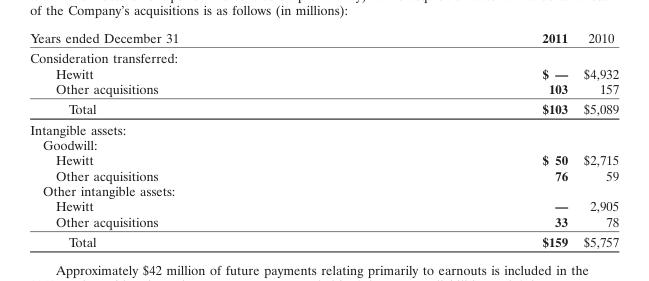 of the Company's acquisitions is as follows (in millions):
Years ended December 31 2011 2010
Consideration transferred:
Hewitt $ — $4,932
Other acquisitions 103 157
Total $103 $5,089
Intangible assets:
Goodwill:
Hewitt $ 50 $2,715
Other acquisitions 76 59
Other intangible assets:
Hewitt — 2,905
Other acquisitions 33 78
Total $159 $5,757
Approximately $42 million of future payments relating primarily to earnouts is included in the